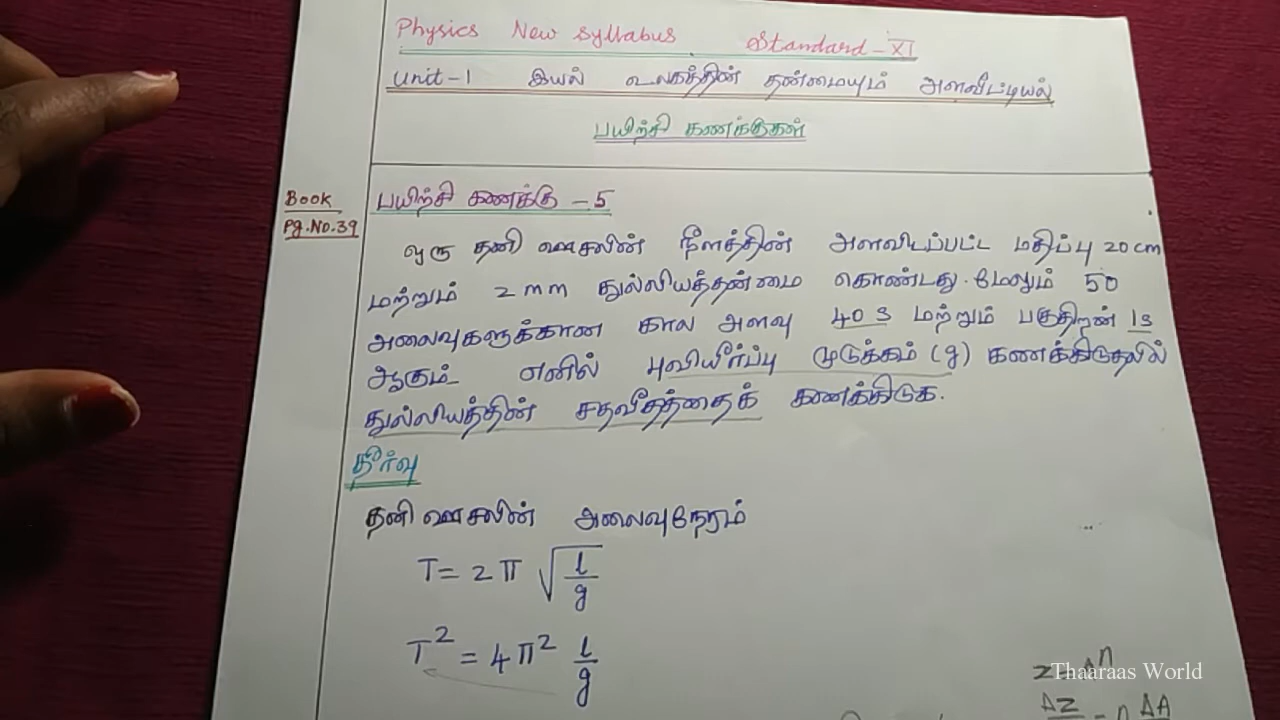 Physics New Syllabus Standard-XI
Unit-1 இயல் உலகத்தின் தன்மையும் அளவீட்டியல்
பயிற்சி கணக்குகள்
Book
Pg.No.39
பயிற்சி கணக்கு - 5
ஒரு தனி ஊசலின் நீளத்தின் அளவிடப்பட்ட மதிப்பு 20 cm
மற்றும் 2 mm துல்லியத்தன்மை கொண்டது. மேலும் 50
அலைவுகளுக்கான கால அளவு 40 s மற்றும் பகுதிறன் 1s
ஆகும் எனில் புவியீர்ப்பு முடுக்கம் (g) கணக்கிடுதலில்
துல்லியத்தின் சதவீதத்தைக் கணக்கிடுக.
தீர்வு
தனி ஊசலின் அலைவுநேரம்
T = 2π √(l/g)
T² = 4π² l/g
Thaaraas World
ΔZ ΔA